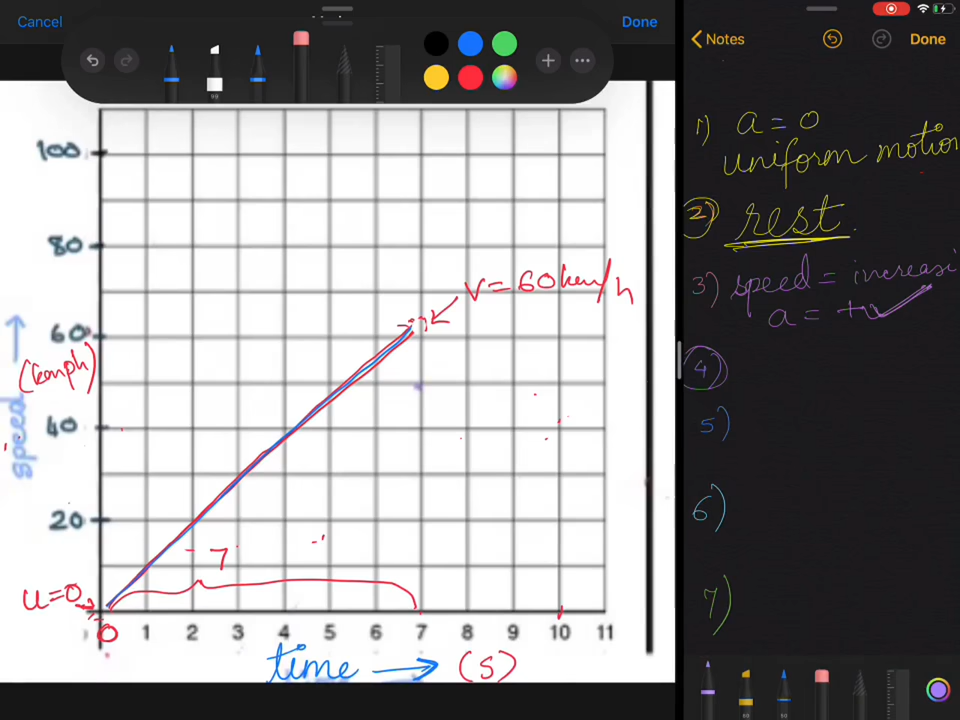 Cancel
Done
100
80
60
40
20
speed
(kmph)
v = 60km/h
7
u=0
0 1 2 3 4 5 6 7 8 9 10 11
time (s)
Notes
Done
1) a = 0
uniform motion
2) rest.
3) speed = increasi
a = +ve
4)
5)
6)
7)